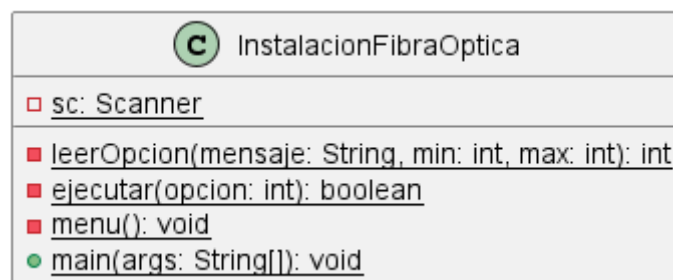 C InstalacionFibraOptica
sc: Scanner
leerOpcion(mensaje: String, min: int, max: int): int
ejecutar(opcion: int): boolean
menu(): void
main(args: String[]): void